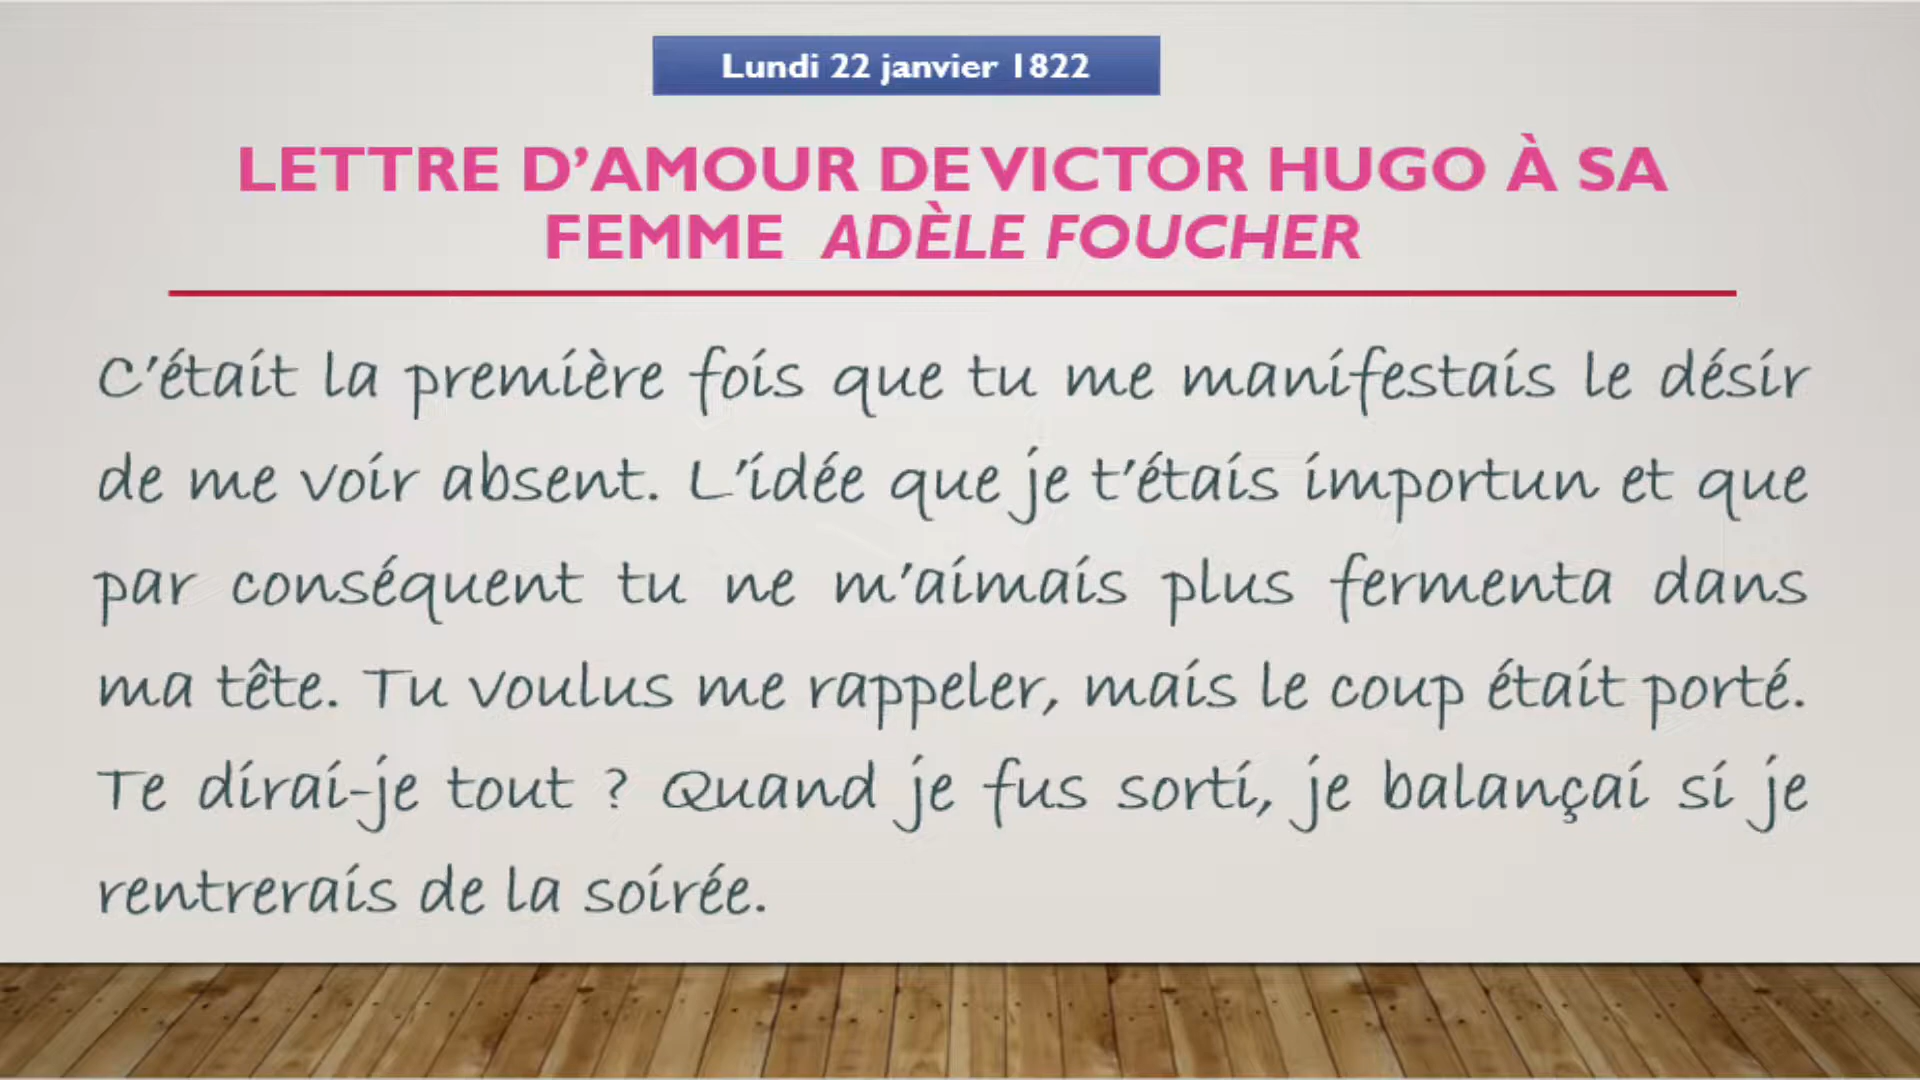 Lundi 22 janvier 1822
LETTRE D’AMOUR DE VICTOR HUGO À SA
FEMME ADÈLE FOUCHER
C’était la première fois que tu me manifestais le désir
de me voir absent. L’idée que je t’étais importun et que
par conséquent tu ne m’aimais plus fermenta dans
ma tête. Tu voulus me rappeler, mais le coup était porté.
Te dirai-je tout ? Quand je fus sorti, je balançai si je
rentrerais de la soirée.